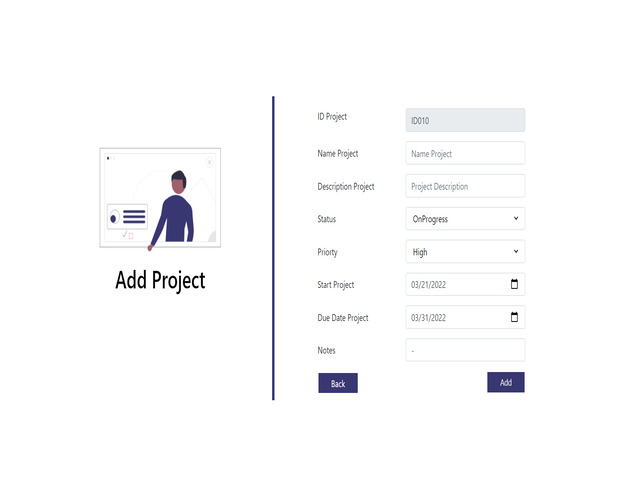 Add Project
ID Project
ID010
Name Project
Name Project
Description Project
Project Description
Status
OnProgress
Priorty
High
Start Project
03/21/2022
Due Date Project
03/31/2022
Notes
-
Back
Add